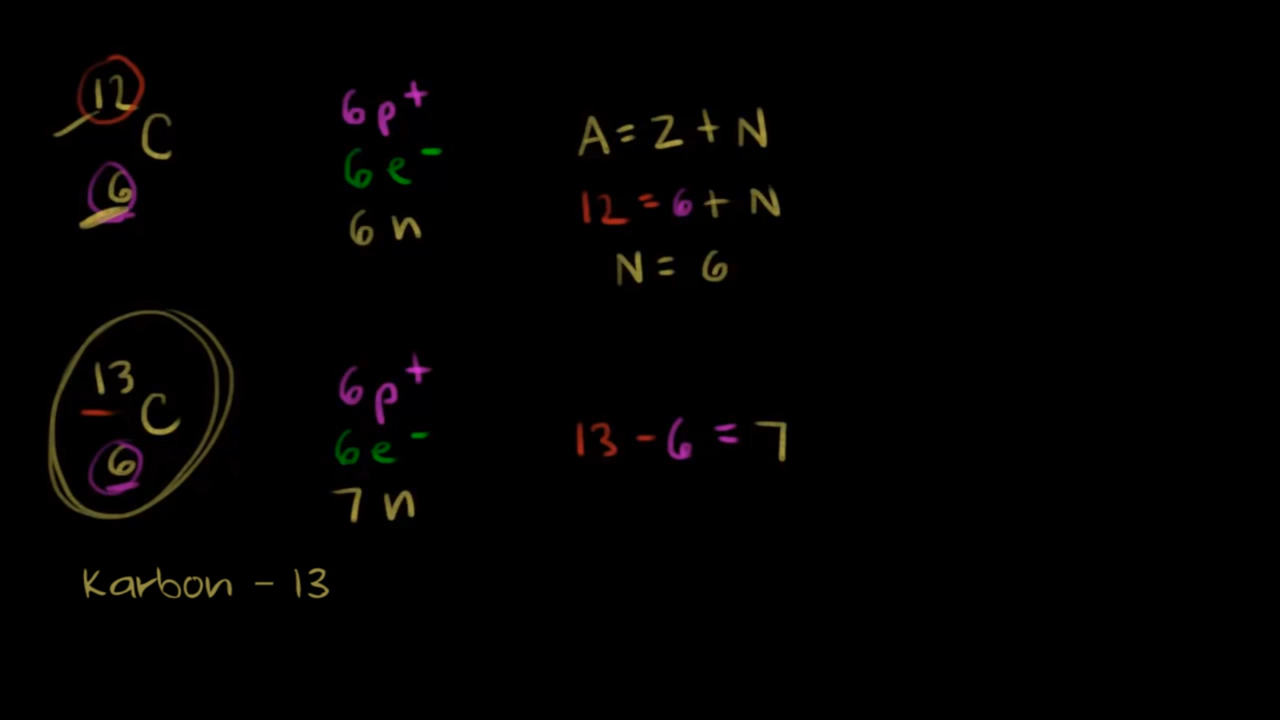 12 C 6
6p+
6e-
6n
A = Z + N
12 = 6 + N
N = 6
13 C 6
6p+
6e-
7n
13 - 6 = 7
Karbon - 13